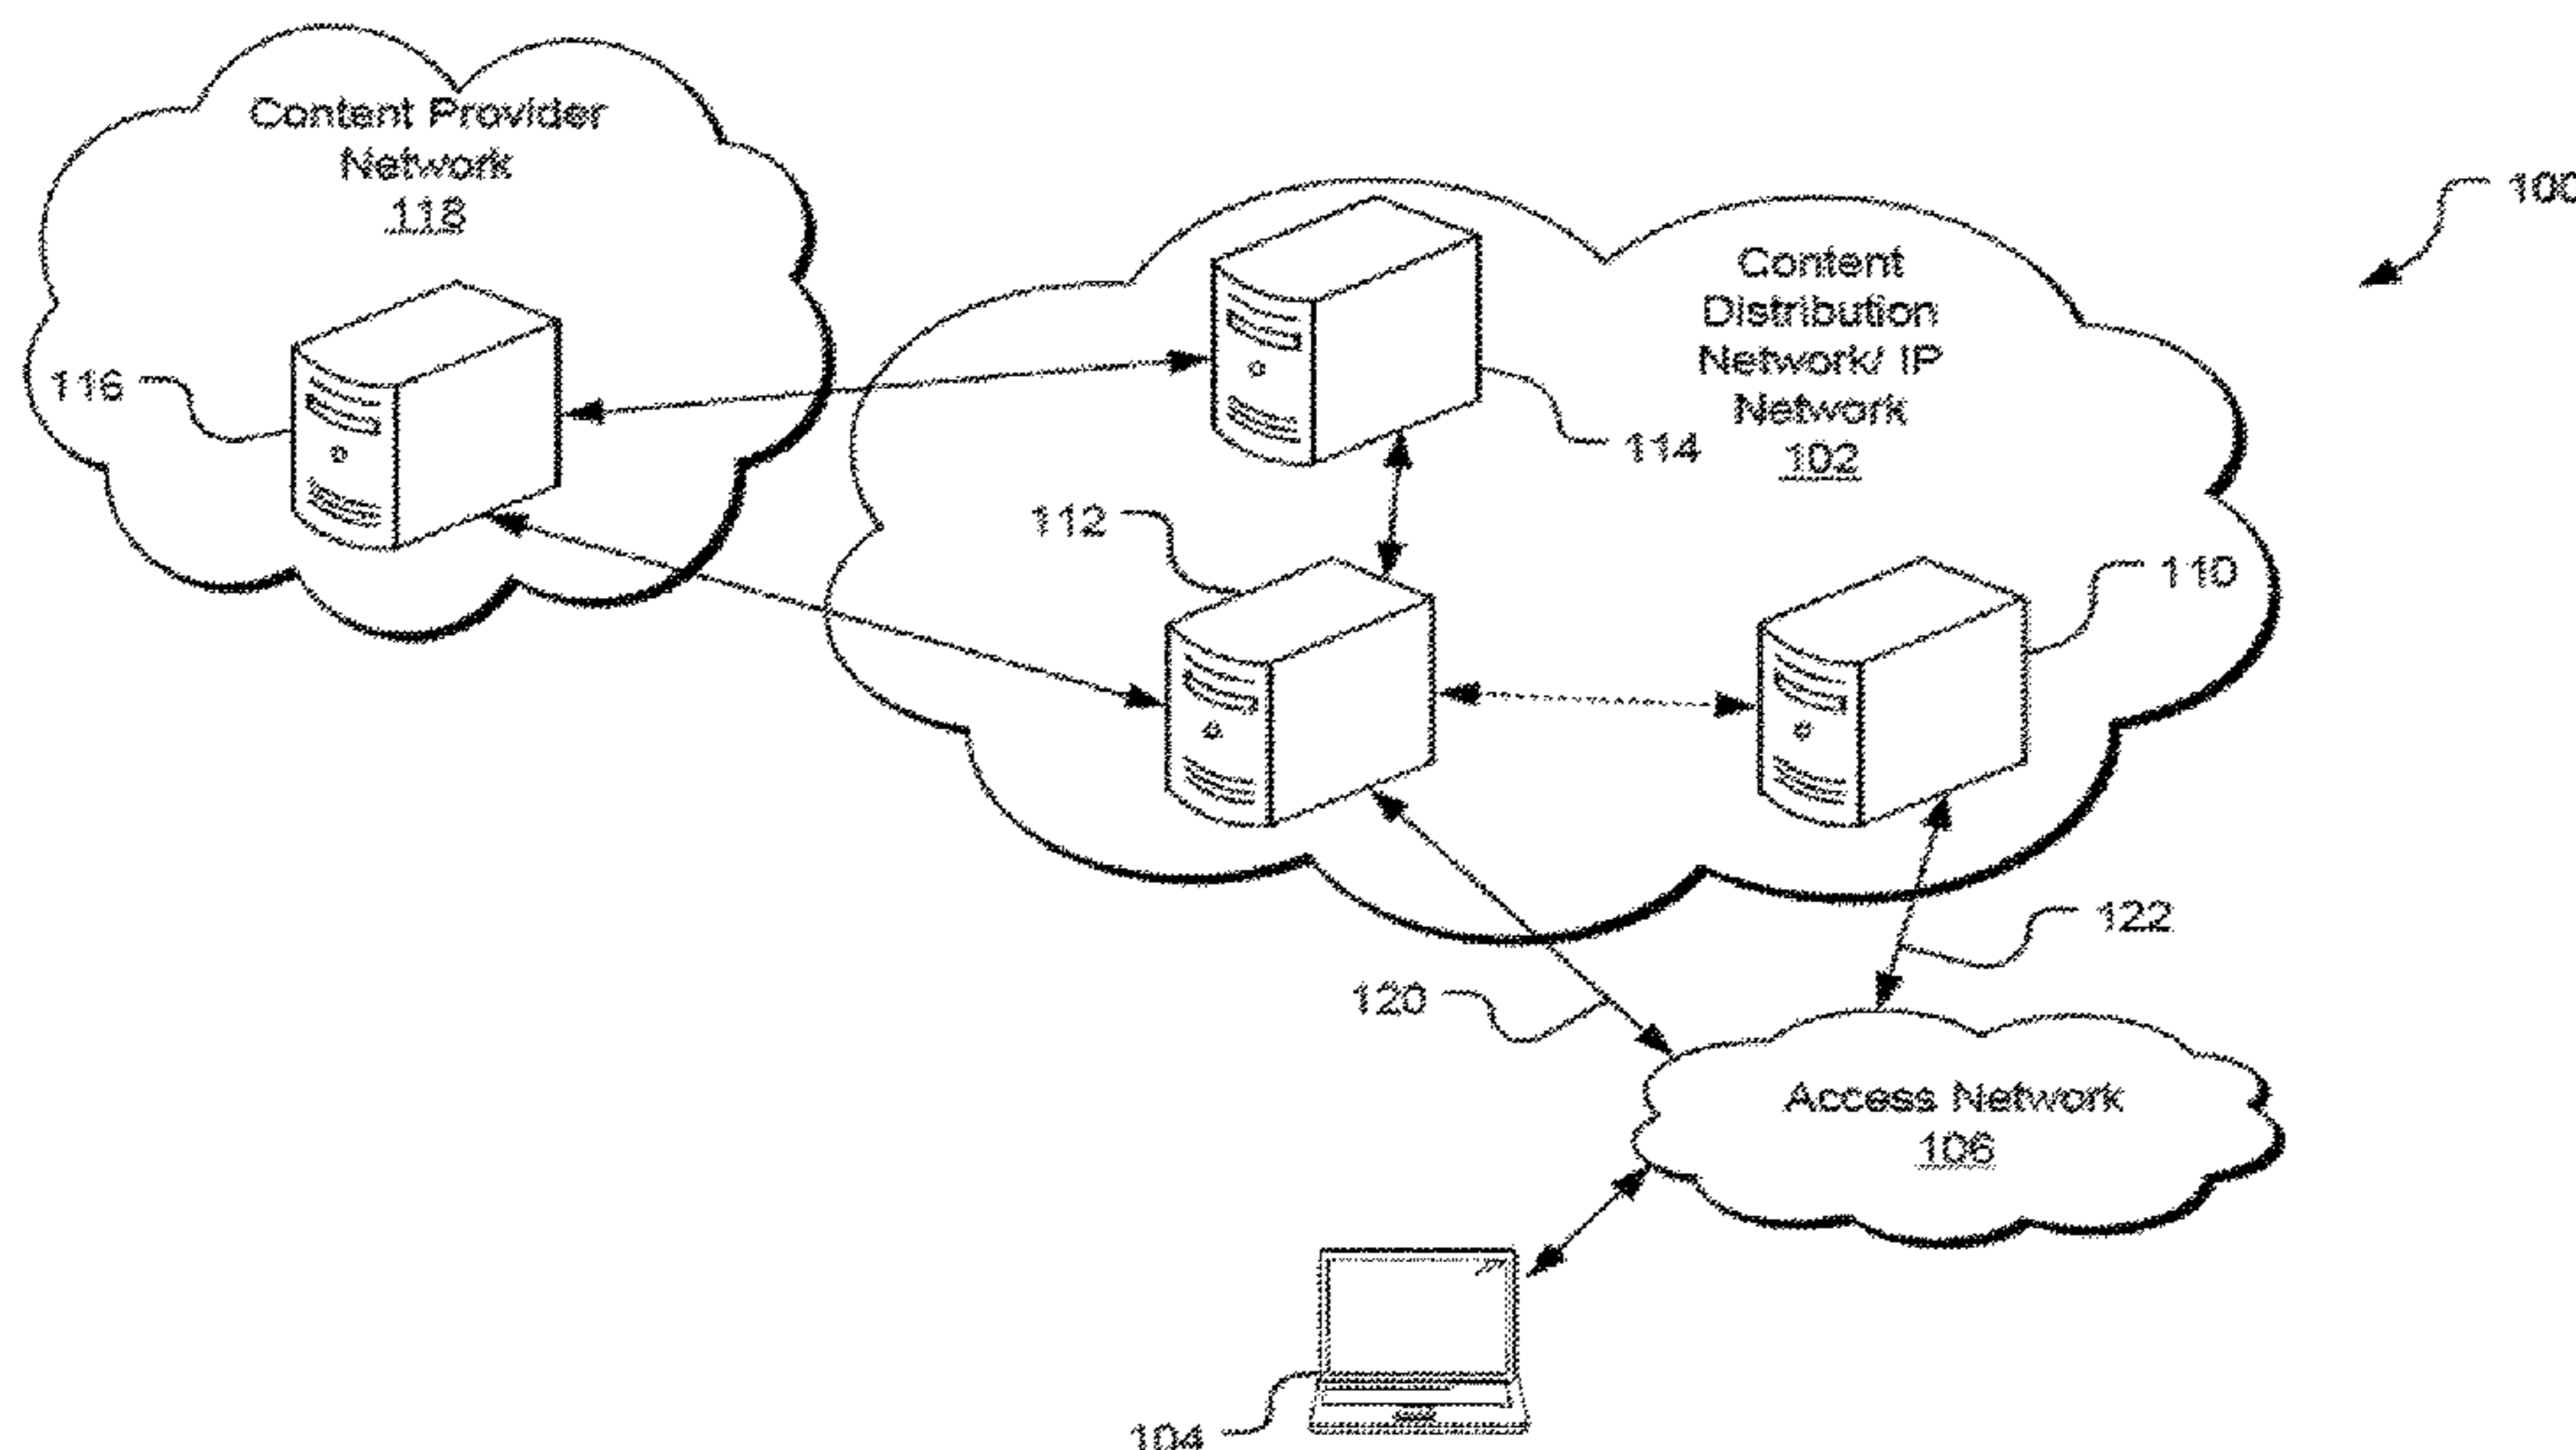 Content Provider
Network
118
100
Content
Distribution
Network/ IP
Network
102
116
114
112
110
122
120
Access Network
106
104